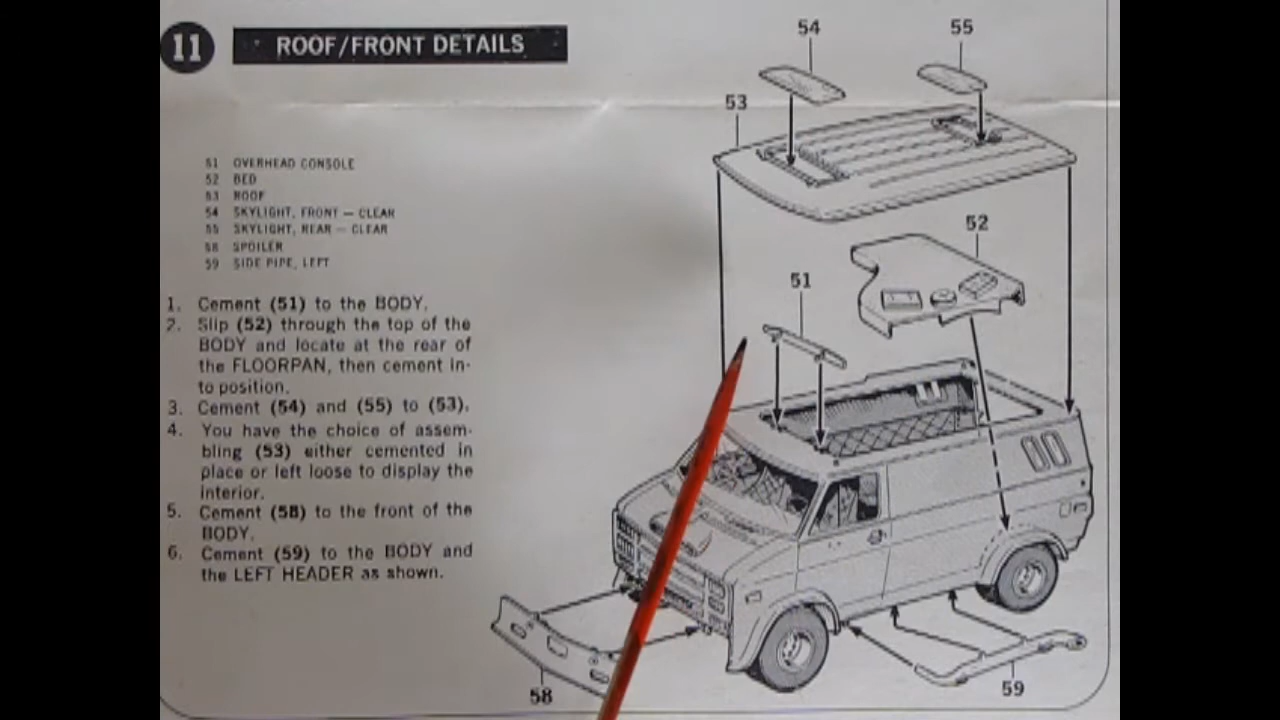 11 ROOF/FRONT DETAILS
51 OVERHEAD CONSOLE
52 BED
53 ROOF
54 SKYLIGHT, FRONT — CLEAR
55 SKYLIGHT, REAR — CLEAR
58 SPOILER
59 SIDE PIPE, LEFT
1. Cement (51) to the BODY.
2. Slip (52) through the top of the
BODY and locate at the rear of
the FLOORPAN, then cement in-
to position.
3. Cement (54) and (55) to (53).
4. You have the choice of assem-
bling (53) either cemented in
place or left loose to display the
interior.
5. Cement (58) to the front of the
BODY.
6. Cement (59) to the BODY and
the LEFT HEADER as shown.
54
55
53
52
51
58
59